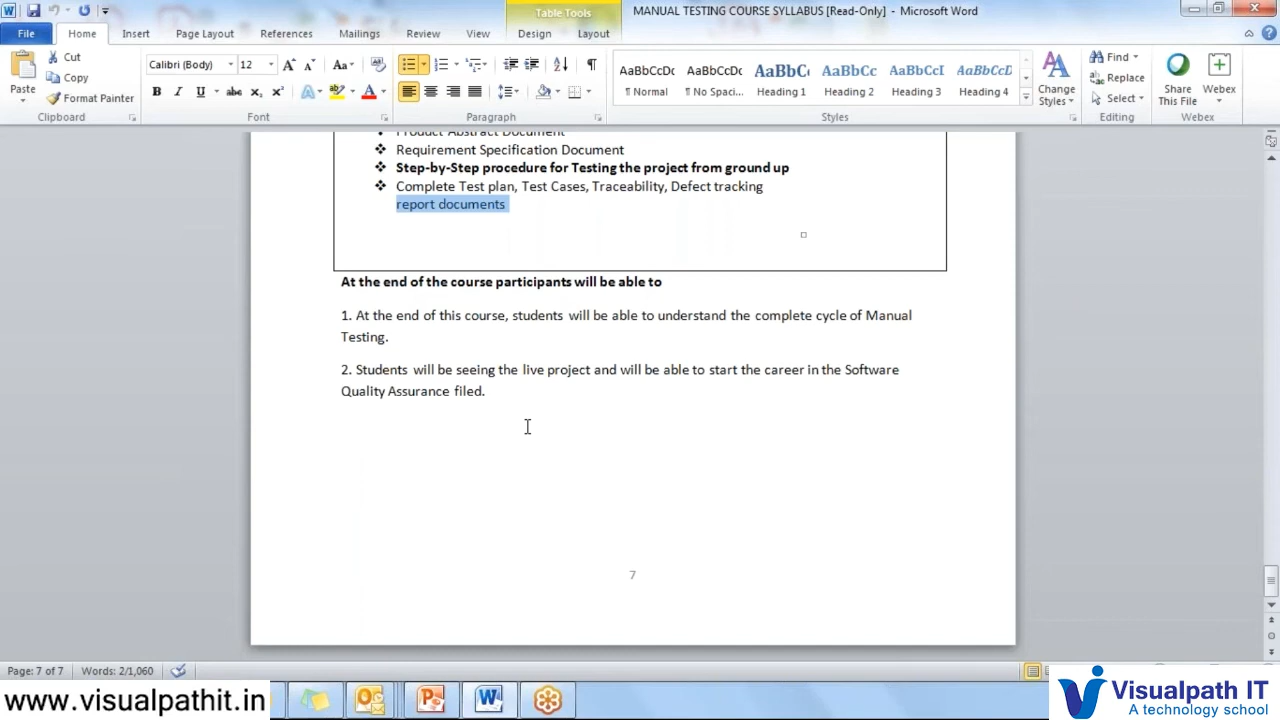 Table Tools
MANUAL TESTING COURSE SYLLABUS [Read-Only] - Microsoft Word
File Home Insert Page Layout References Mailings Review View Design Layout
Cut
Copy
Format Painter
Paste
Clipboard
Calibri (Body) 12
Font
Paragraph
AaBbCcDc AaBbCcDc AaBbC AaBbCc AaBbCcI AaBbCcD
¶ Normal ¶ No Spaci... Heading 1 Heading 2 Heading 3 Heading 4
Change
Styles
Styles
Find
Replace
Select
Editing
Share
This File
Webex
Webex
Product Abstract Document
Requirement Specification Document
Step-by-Step procedure for Testing the project from ground up
Complete Test plan, Test Cases, Traceability, Defect tracking
report documents
At the end of the course participants will be able to
1. At the end of this course, students will be able to understand the complete cycle of Manual
Testing.
2. Students will be seeing the live project and will be able to start the career in the Software
Quality Assurance filed.
7
Page: 7 of 7 Words: 2/1,060
www.visualpathit.in
Visualpath IT
A technology school